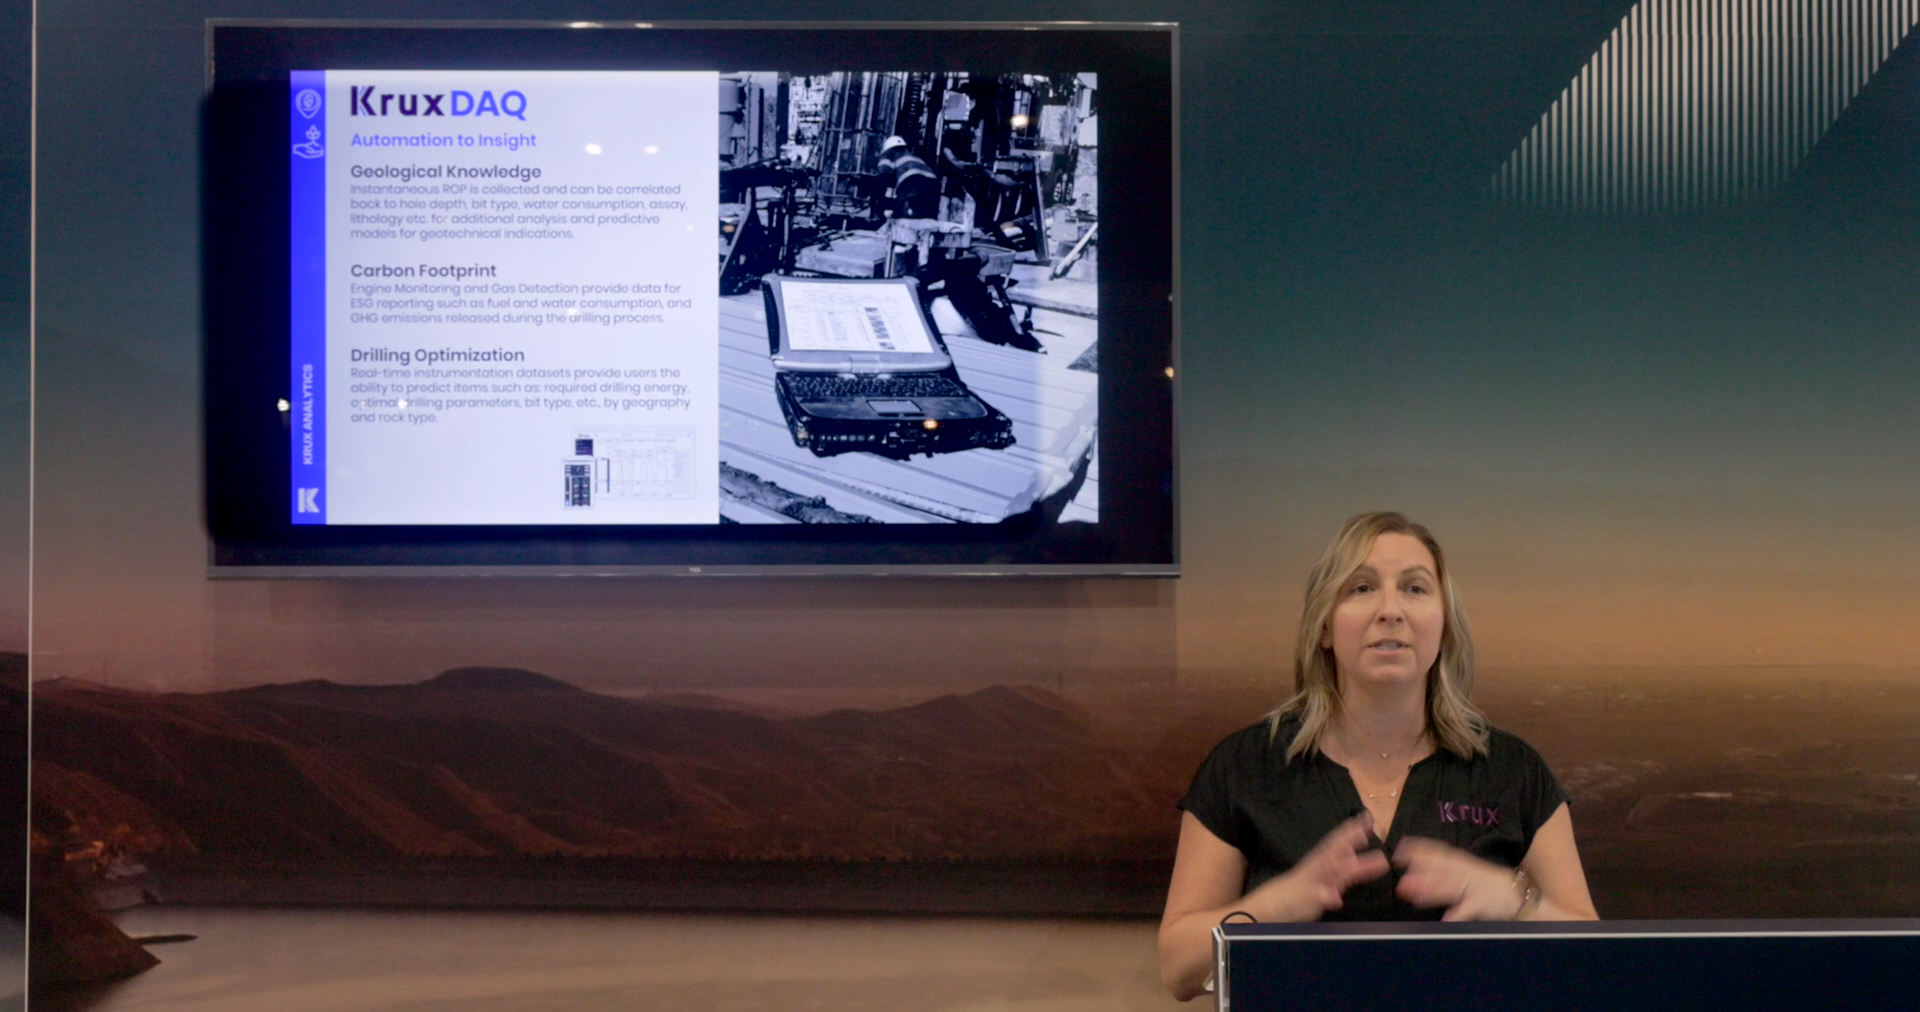 KruxDAQ
Automation to Insight
Geological Knowledge
Instantaneous ROP is collected and can be correlated
back to hole depth, bit type, water consumption, assay,
lithology etc. for additional analysis and predictive
models for geotechnical indications.
Carbon Footprint
Engine Monitoring and Gas Detection provide data for
ESG reporting such as fuel and water consumption, and
GHG emissions released during the drilling process.
Drilling Optimization
Real-time instrumentation datasets provide users the
ability to predict items such as: required drilling energy,
optimal drilling parameters, bit type, etc., by geography
and rock type.
KRUX ANALYTICS
K
Krux